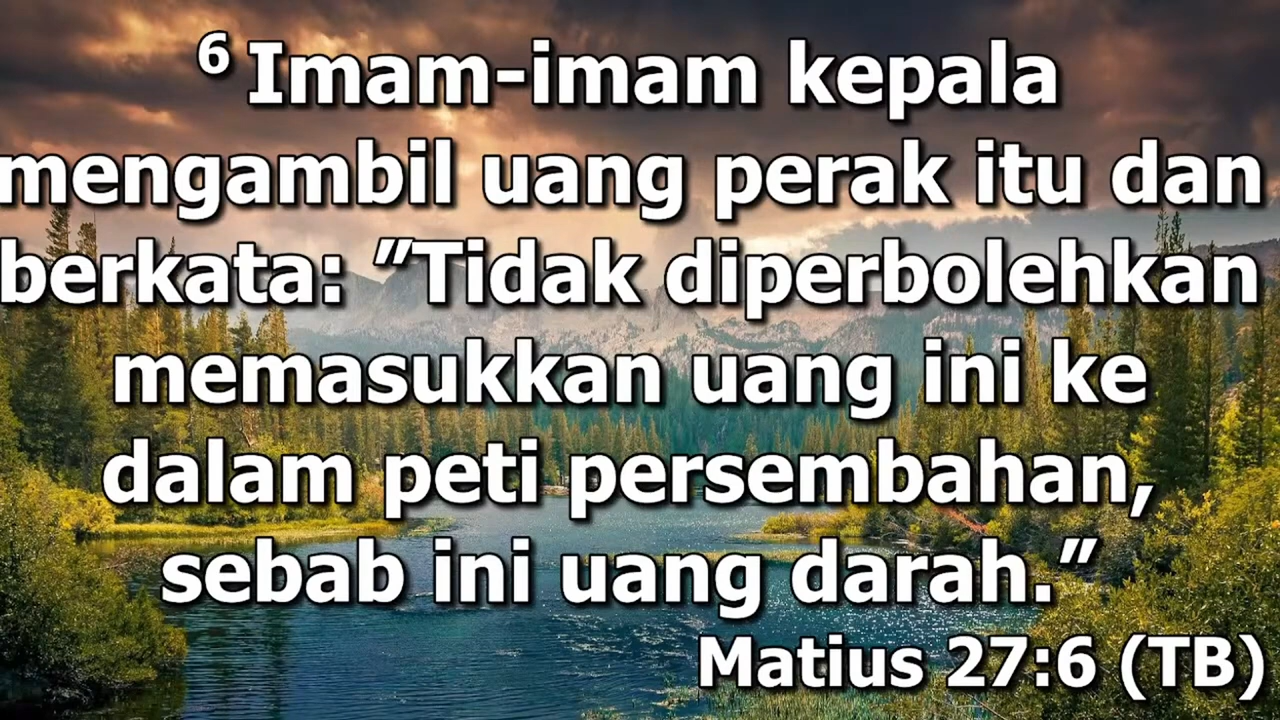 6 Imam-imam kepala
mengambil uang perak itu dan
berkata: ”Tidak diperbolehkan
memasukkan uang ini ke
dalam peti persembahan,
sebab ini uang darah.”
Matius 27:6 (TB)